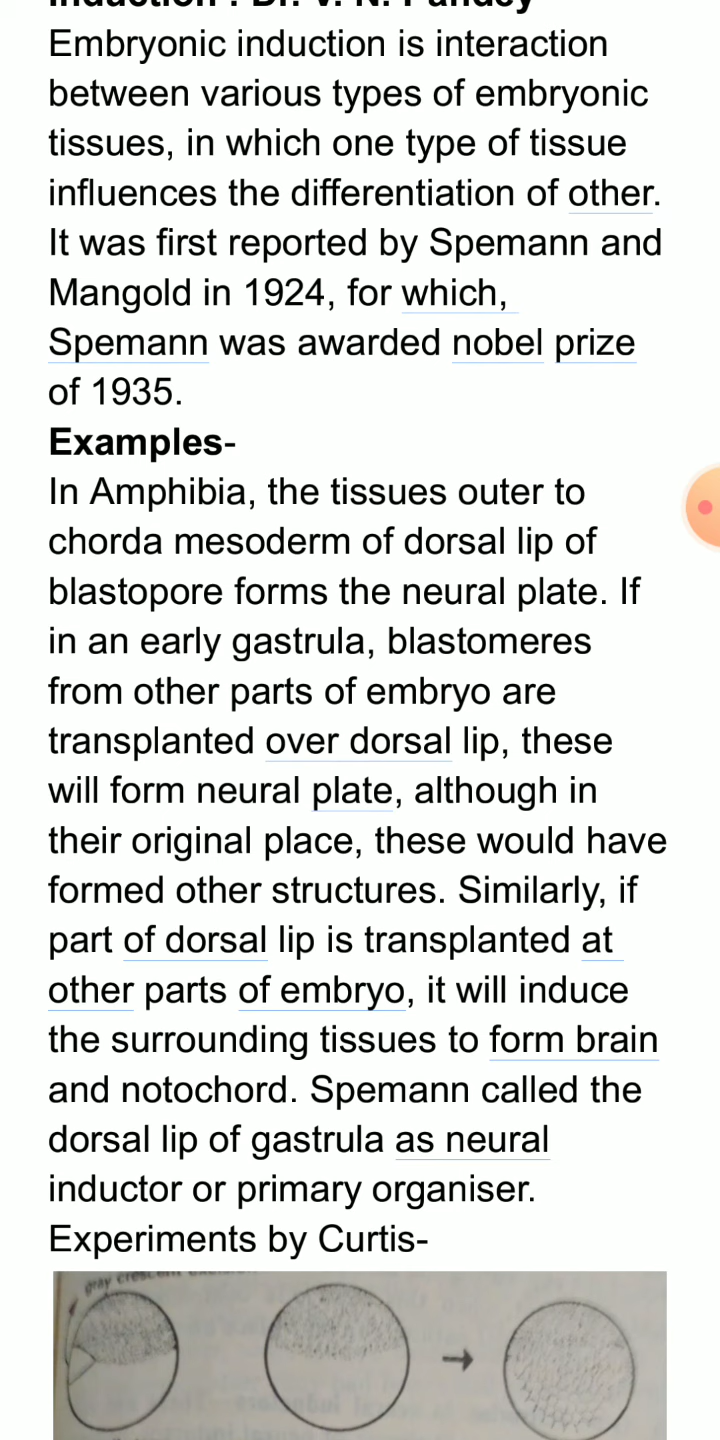 Induction : Dr. V. N. Pandey
Embryonic induction is interaction
between various types of embryonic
tissues, in which one type of tissue
influences the differentiation of other.
It was first reported by Spemann and
Mangold in 1924, for which,
Spemann was awarded nobel prize
of 1935.
Examples-
In Amphibia, the tissues outer to
chorda mesoderm of dorsal lip of
blastopore forms the neural plate. If
in an early gastrula, blastomeres
from other parts of embryo are
transplanted over dorsal lip, these
will form neural plate, although in
their original place, these would have
formed other structures. Similarly, if
part of dorsal lip is transplanted at
other parts of embryo, it will induce
the surrounding tissues to form brain
and notochord. Spemann called the
dorsal lip of gastrula as neural
inductor or primary organiser.
Experiments by Curtis-
gray crescent